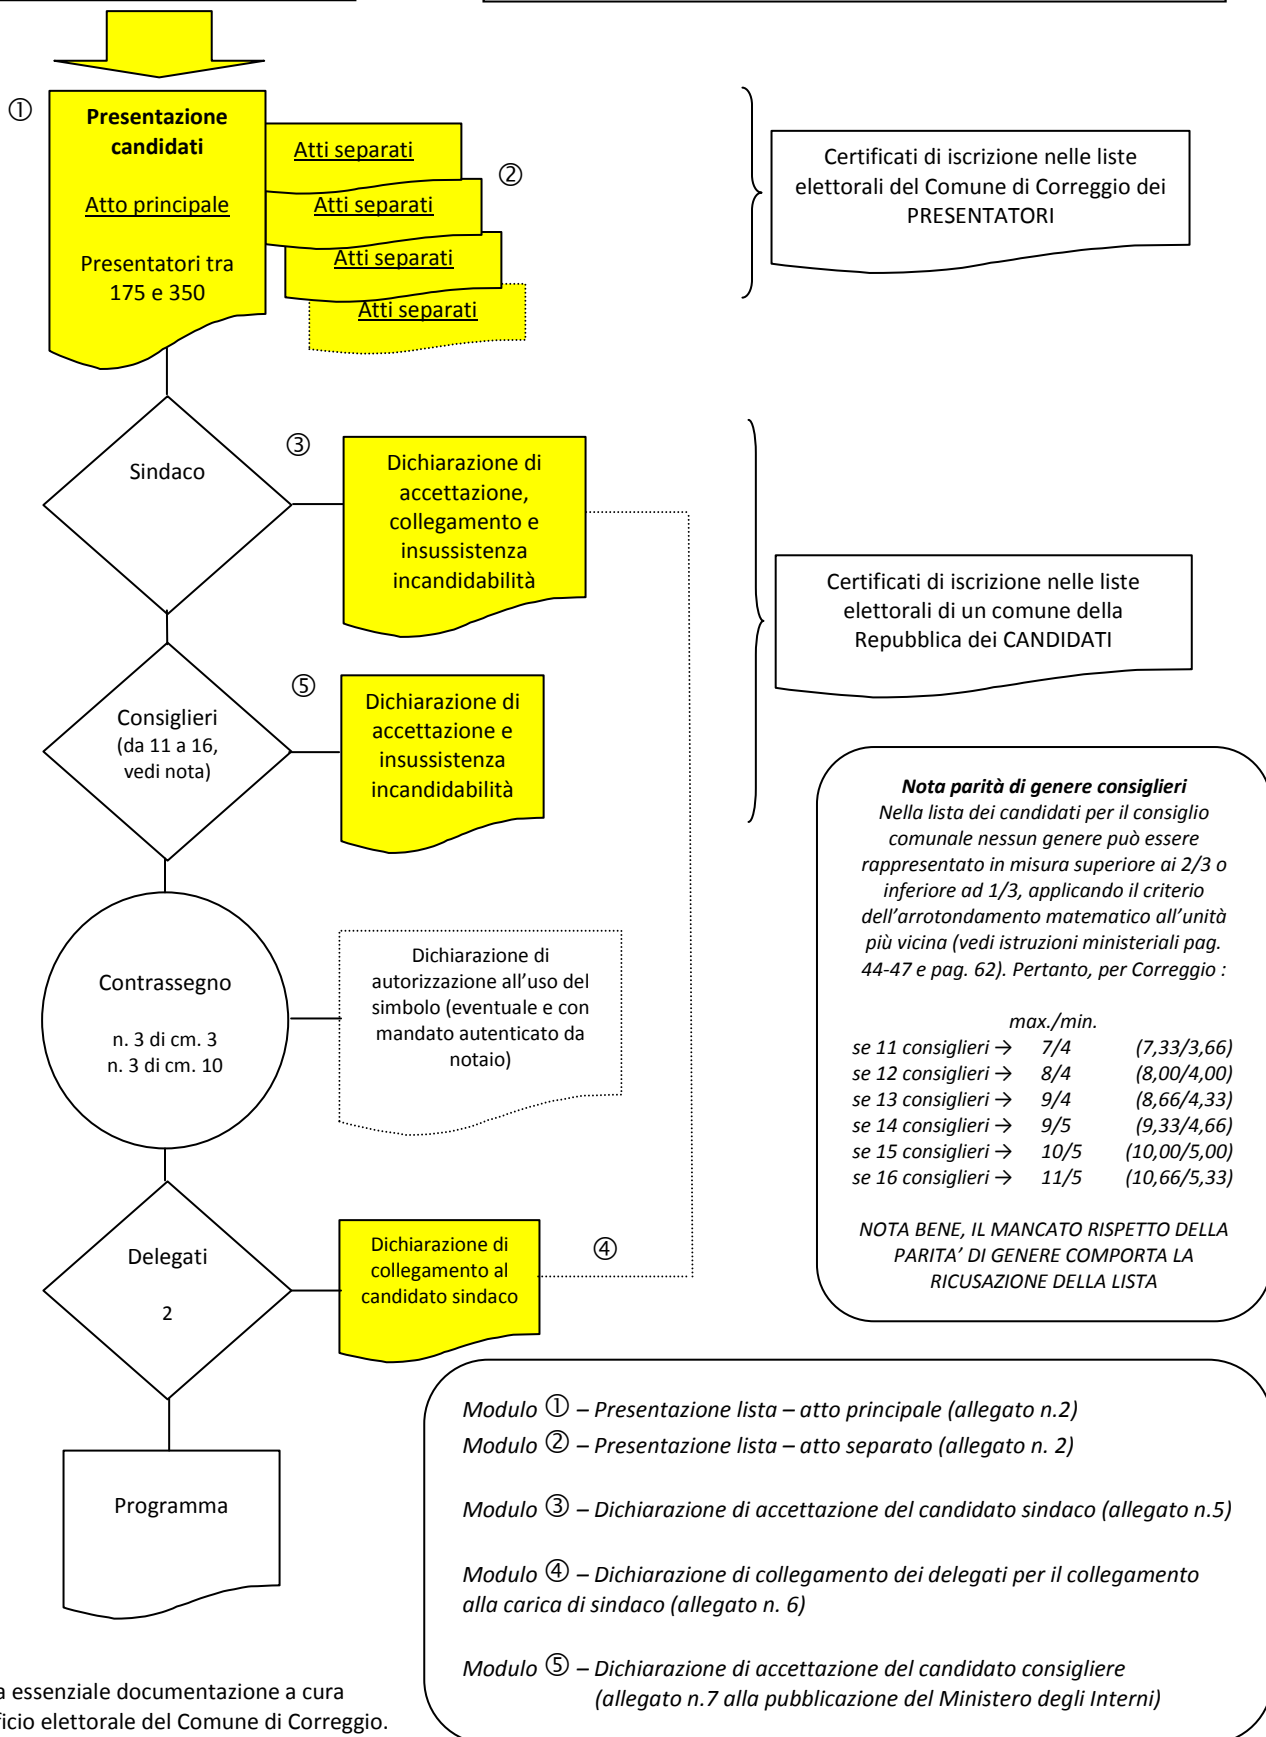 ①
Presentazione
candidati
Atto principale
Presentatori tra
175 e 350
Atti separati
②
Atti separati
Atti separati
Atti separati
Certificati di iscrizione nelle liste
elettorali del Comune di Correggio dei
PRESENTATORI
Sindaco
③
Dichiarazione di
accettazione,
collegamento e
insussistenza
incandidabilità
Certificati di iscrizione nelle liste
elettorali di un comune della
Repubblica dei CANDIDATI
Consiglieri
(da 11 a 16,
vedi nota)
⑤
Dichiarazione di
accettazione e
insussistenza
incandidabilità
Nota parità di genere consiglieri
Nella lista dei candidati per il consiglio
comunale nessun genere può essere
rappresentato in misura superiore ai 2/3 o
inferiore ad 1/3, applicando il criterio
dell’arrotondamento matematico all’unità
più vicina (vedi istruzioni ministeriali pag.
44-47 e pag. 62). Pertanto, per Correggio :
max./min.
se 11 consiglieri → 7/4 (7,33/3,66)
se 12 consiglieri → 8/4 (8,00/4,00)
se 13 consiglieri → 9/4 (8,66/4,33)
se 14 consiglieri → 9/5 (9,33/4,66)
se 15 consiglieri → 10/5 (10,00/5,00)
se 16 consiglieri → 11/5 (10,66/5,33)
NOTA BENE, IL MANCATO RISPETTO DELLA
PARITA’ DI GENERE COMPORTA LA
RICUSAZIONE DELLA LISTA
Contrassegno
n. 3 di cm. 3
n. 3 di cm. 10
Dichiarazione di
autorizzazione all’uso del
simbolo (eventuale e con
mandato autenticato da
notaio)
Delegati
2
Dichiarazione di
collegamento al
candidato sindaco
④
Programma
Modulo ① – Presentazione lista – atto principale (allegato n.2)
Modulo ② – Presentazione lista – atto separato (allegato n. 2)
Modulo ③ – Dichiarazione di accettazione del candidato sindaco (allegato n.5)
Modulo ④ – Dichiarazione di collegamento dei delegati per il collegamento
alla carica di sindaco (allegato n. 6)
Modulo ⑤ – Dichiarazione di accettazione del candidato consigliere
(allegato n.7 alla pubblicazione del Ministero degli Interni)
a essenziale documentazione a cura
ficio elettorale del Comune di Correggio.